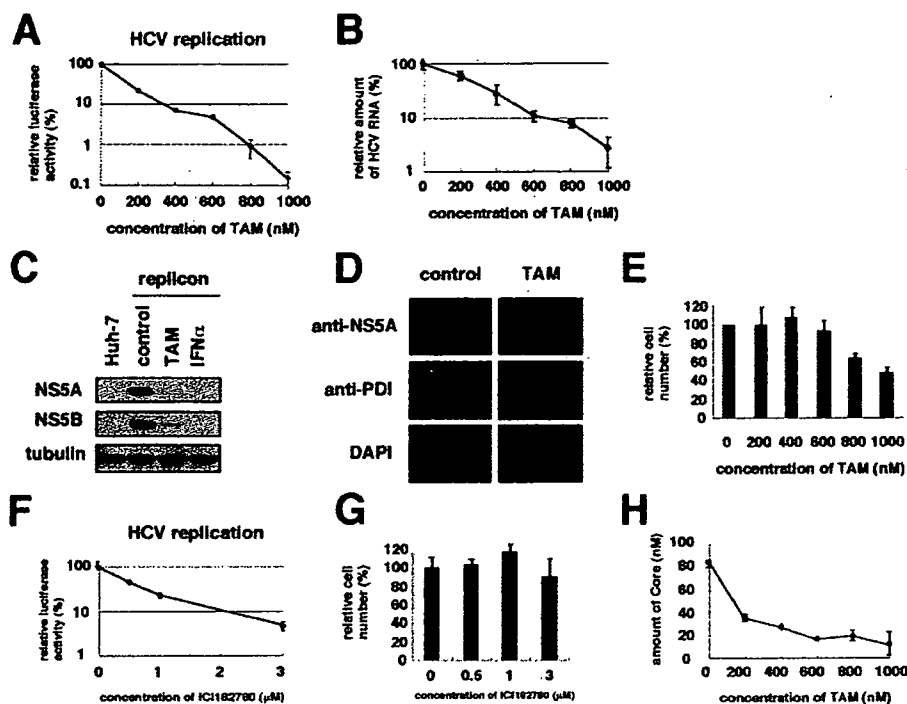 A
HCV replication
relative luciferase
activity (%)
100
10
1
0.1
0 200 400 600 800 1000
concentration of TAM (nM)
B
relative amount
of HCV RNA (%)
100
10
1
0 200 400 600 800 1000
concentration of TAM (nM)
C
replicon
Huh-7
control
TAM
IFNα
NS5A
NS5B
tubulin
D
control TAM
anti-NS5A
anti-PDI
DAPI
E
relative cell
number (%)
120
100
80
60
40
20
0 200 400 600 800 1000
concentration of TAM (nM)
F
HCV replication
relative luciferase
activity (%)
100
10
1
0 1 2 3
concentration of ICI182780 (μM)
G
relative cell
number (%)
120
100
80
60
40
20
0
0 0.5 1 3
concentration of ICI182780 (μM)
H
amount of Core (nM)
80
60
40
20
0
0 200 400 600 800 1000
concentration of TAM (nM)